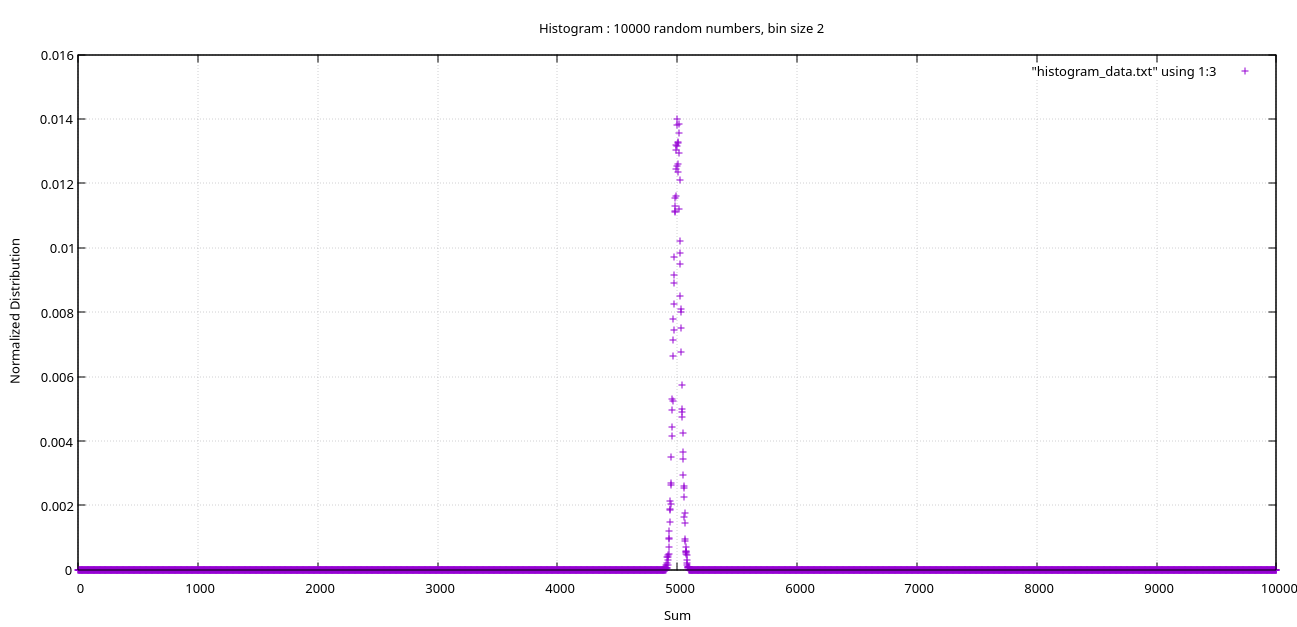 Histogram : 10000 random numbers, bin size 2
"histogram_data.txt" using 1:3
0.016
0.014
0.012
0.01
0.008
0.006
0.004
0.002
0
Normalized Distribution
0 1000 2000 3000 4000 5000 6000 7000 8000 9000 10000
Sum